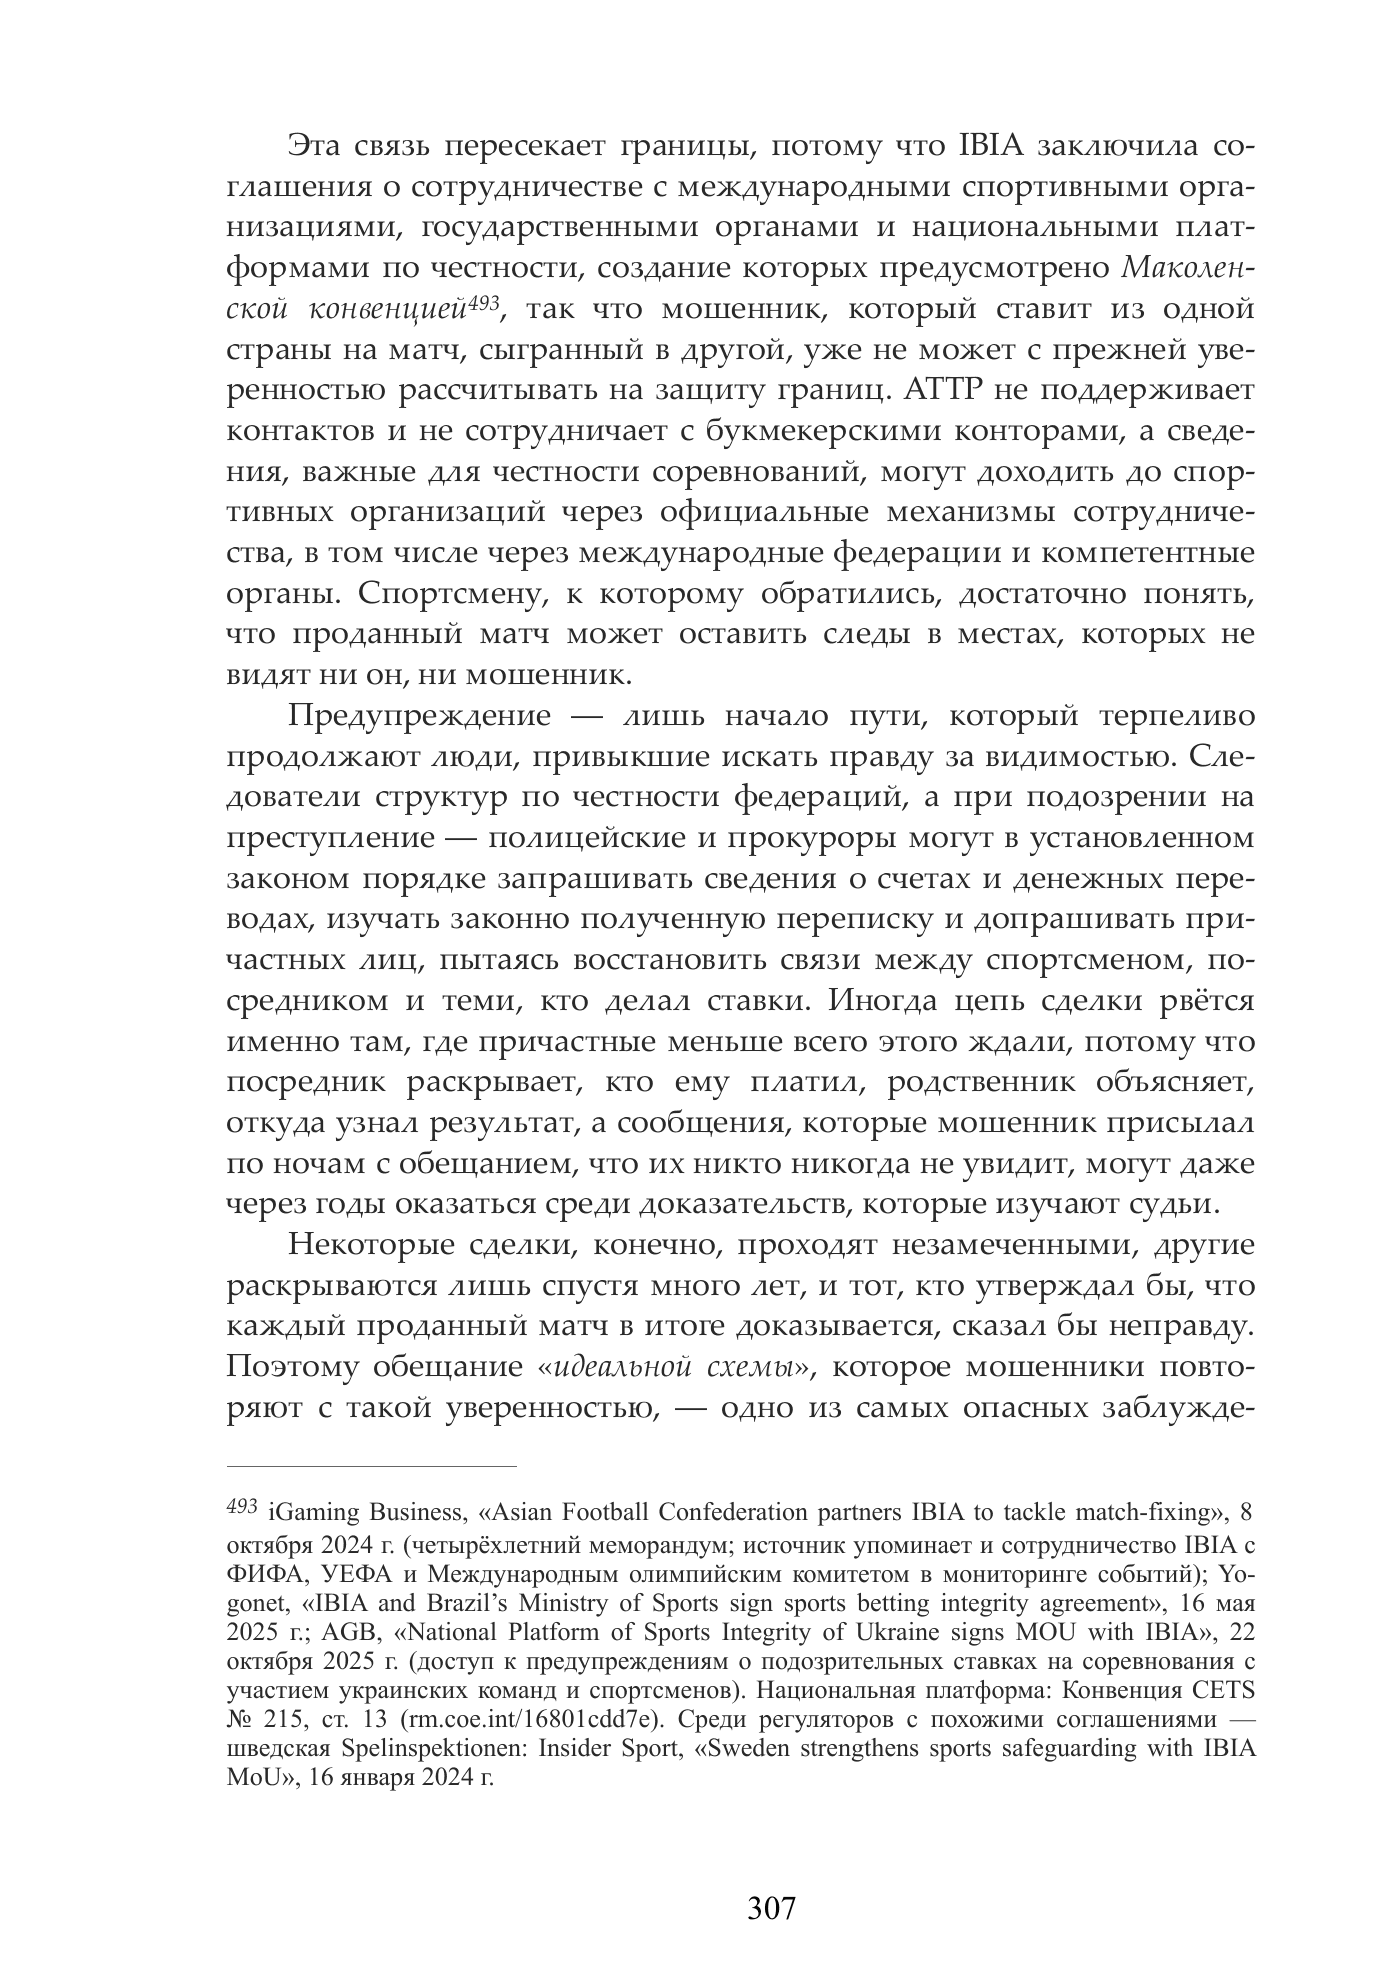 Эта связь пересекает границы, потому что IBIA заключила со-
глашения о сотрудничестве с международными спортивными орга-
низациями, государственными органами и национальными плат-
формами по честности, создание которых предусмотрено Маколен-
ской конвенцией493, так что мошенник, который ставит из одной
страны на матч, сыгранный в другой, уже не может с прежней уве-
ренностью рассчитывать на защиту границ. АТТР не поддерживает
контактов и не сотрудничает с букмекерскими конторами, а сведе-
ния, важные для честности соревнований, могут доходить до спор-
тивных организаций через официальные механизмы сотрудниче-
ства, в том числе через международные федерации и компетентные
органы. Спортсмену, к которому обратились, достаточно понять,
что проданный матч может оставить следы в местах, которых не
видят ни он, ни мошенник.
Предупреждение — лишь начало пути, который терпеливо
продолжают люди, привыкшие искать правду за видимостью. Сле-
дователи структур по честности федераций, а при подозрении на
преступление — полицейские и прокуроры могут в установленном
законом порядке запрашивать сведения о счетах и денежных пере-
водах, изучать законно полученную переписку и допрашивать при-
частных лиц, пытаясь восстановить связи между спортсменом, по-
средником и теми, кто делал ставки. Иногда цепь сделки рвётся
именно там, где причастные меньше всего этого ждали, потому что
посредник раскрывает, кто ему платил, родственник объясняет,
откуда узнал результат, а сообщения, которые мошенник присылал
по ночам с обещанием, что их никто никогда не увидит, могут даже
через годы оказаться среди доказательств, которые изучают судьи.
Некоторые сделки, конечно, проходят незамеченными, другие
раскрываются лишь спустя много лет, и тот, кто утверждал бы, что
каждый проданный матч в итоге доказывается, сказал бы неправду.
Поэтому обещание «идеальной схемы», которое мошенники повто-
ряют с такой уверенностью, — одно из самых опасных заблужде-
493 iGaming Business, «Asian Football Confederation partners IBIA to tackle match-fixing», 8
октября 2024 г. (четырёхлетний меморандум; источник упоминает и сотрудничество IBIA с
ФИФА, УЕФА и Международным олимпийским комитетом в мониторинге событий); Yo-
gonet, «IBIA and Brazil’s Ministry of Sports sign sports betting integrity agreement», 16 мая
2025 г.; AGB, «National Platform of Sports Integrity of Ukraine signs MOU with IBIA», 22
октября 2025 г. (доступ к предупреждениям о подозрительных ставках на соревнования с
участием украинских команд и спортсменов). Национальная платформа: Конвенция CETS
№ 215, ст. 13 (rm.coe.int/16801cdd7e). Среди регуляторов с похожими соглашениями —
шведская Spelinspektionen: Insider Sport, «Sweden strengthens sports safeguarding with IBIA
MoU», 16 января 2024 г.
307